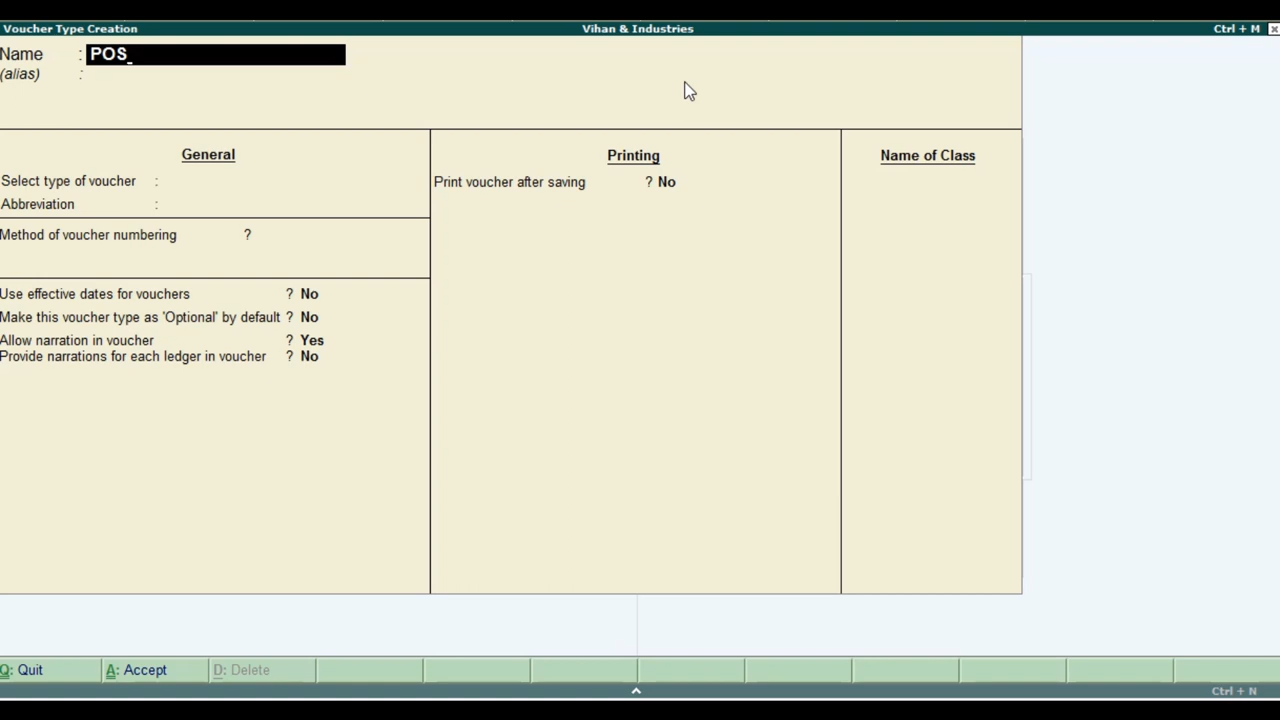 Voucher Type Creation Vihan & Industries Ctrl + M x
Name : POS_
(alias) :
General
Select type of voucher :
Abbreviation :
Method of voucher numbering ?
Use effective dates for vouchers ? No
Make this voucher type as 'Optional' by default ? No
Allow narration in voucher ? Yes
Provide narrations for each ledger in voucher ? No
Printing
Print voucher after saving ? No
Name of Class
Q: Quit A: Accept D: Delete
Ctrl + N